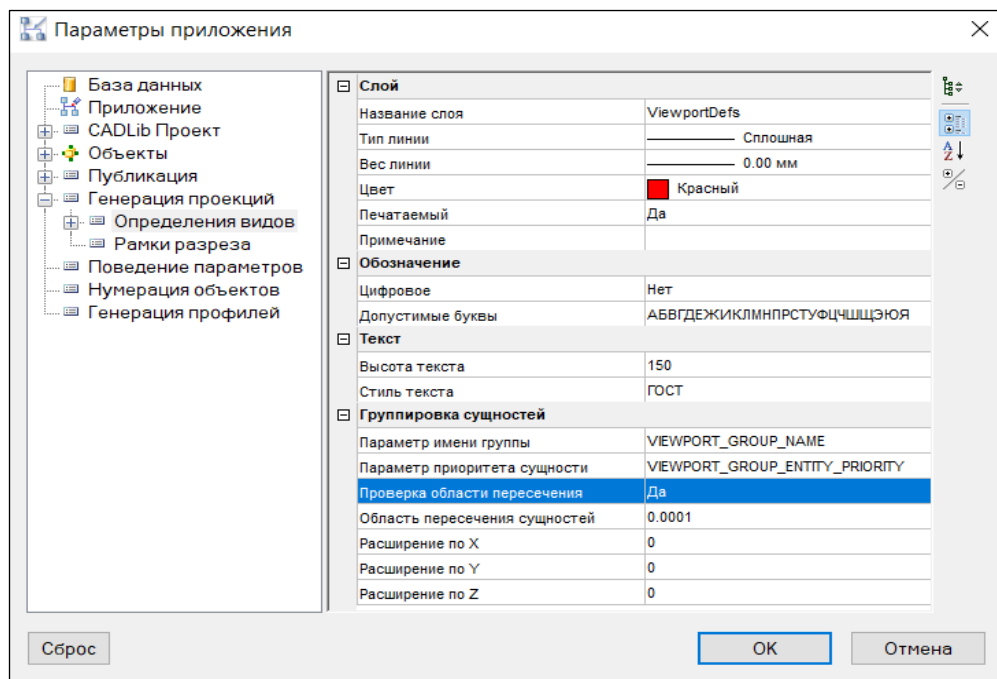 Параметры приложения
База данных
Приложение
CADLib Проект
Объекты
Публикация
Генерация проекций
Определения видов
Рамки разреза
Поведение параметров
Нумерация объектов
Генерация профилей
Слой
Название слоя ViewportDefs
Тип линии Сплошная
Вес линии 0.00 мм
Цвет Красный
Печатаемый Да
Примечание
Обозначение
Цифровое Нет
Допустимые буквы АБВГДЕЖИКЛМНПРСТУФЦЧШЩЭЮЯ
Текст
Высота текста 150
Стиль текста ГОСТ
Группировка сущностей
Параметр имени группы VIEWPORT_GROUP_NAME
Параметр приоритета сущности VIEWPORT_GROUP_ENTITY_PRIORITY
Проверка области пересечения Да
Область пересечения сущностей 0.0001
Расширение по X 0
Расширение по Y 0
Расширение по Z 0
Сброс
OK
Отмена